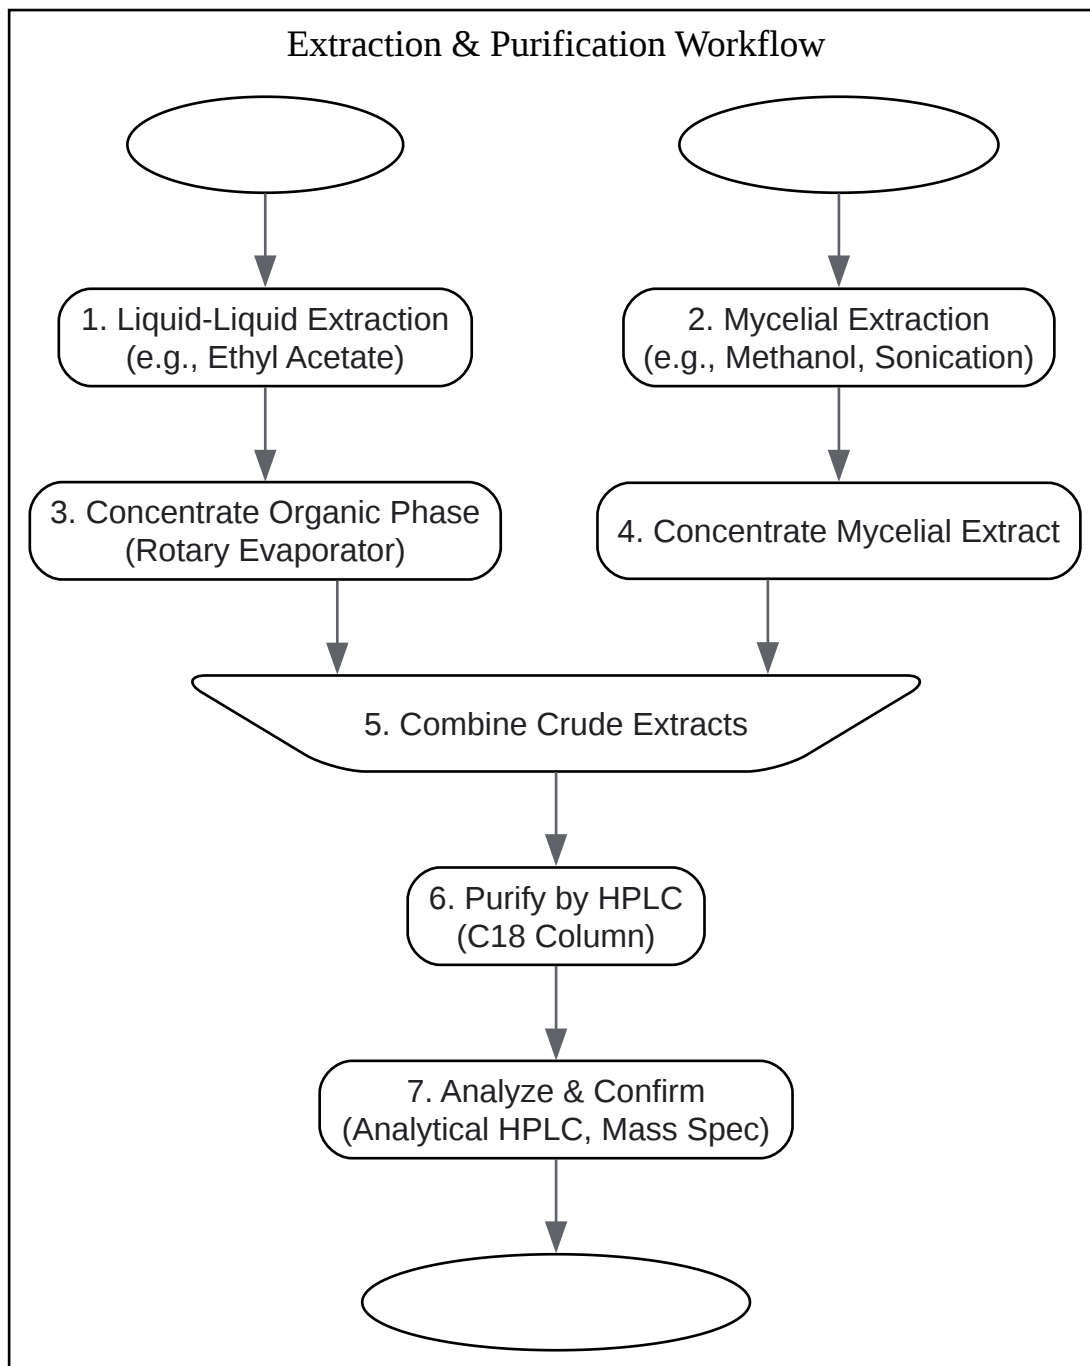 Extraction & Purification Workflow
1. Liquid-Liquid Extraction
(e.g., Ethyl Acetate)
2. Mycelial Extraction
(e.g., Methanol, Sonication)
3. Concentrate Organic Phase
(Rotary Evaporator)
4. Concentrate Mycelial Extract
5. Combine Crude Extracts
6. Purify by HPLC
(C18 Column)
7. Analyze & Confirm
(Analytical HPLC, Mass Spec)